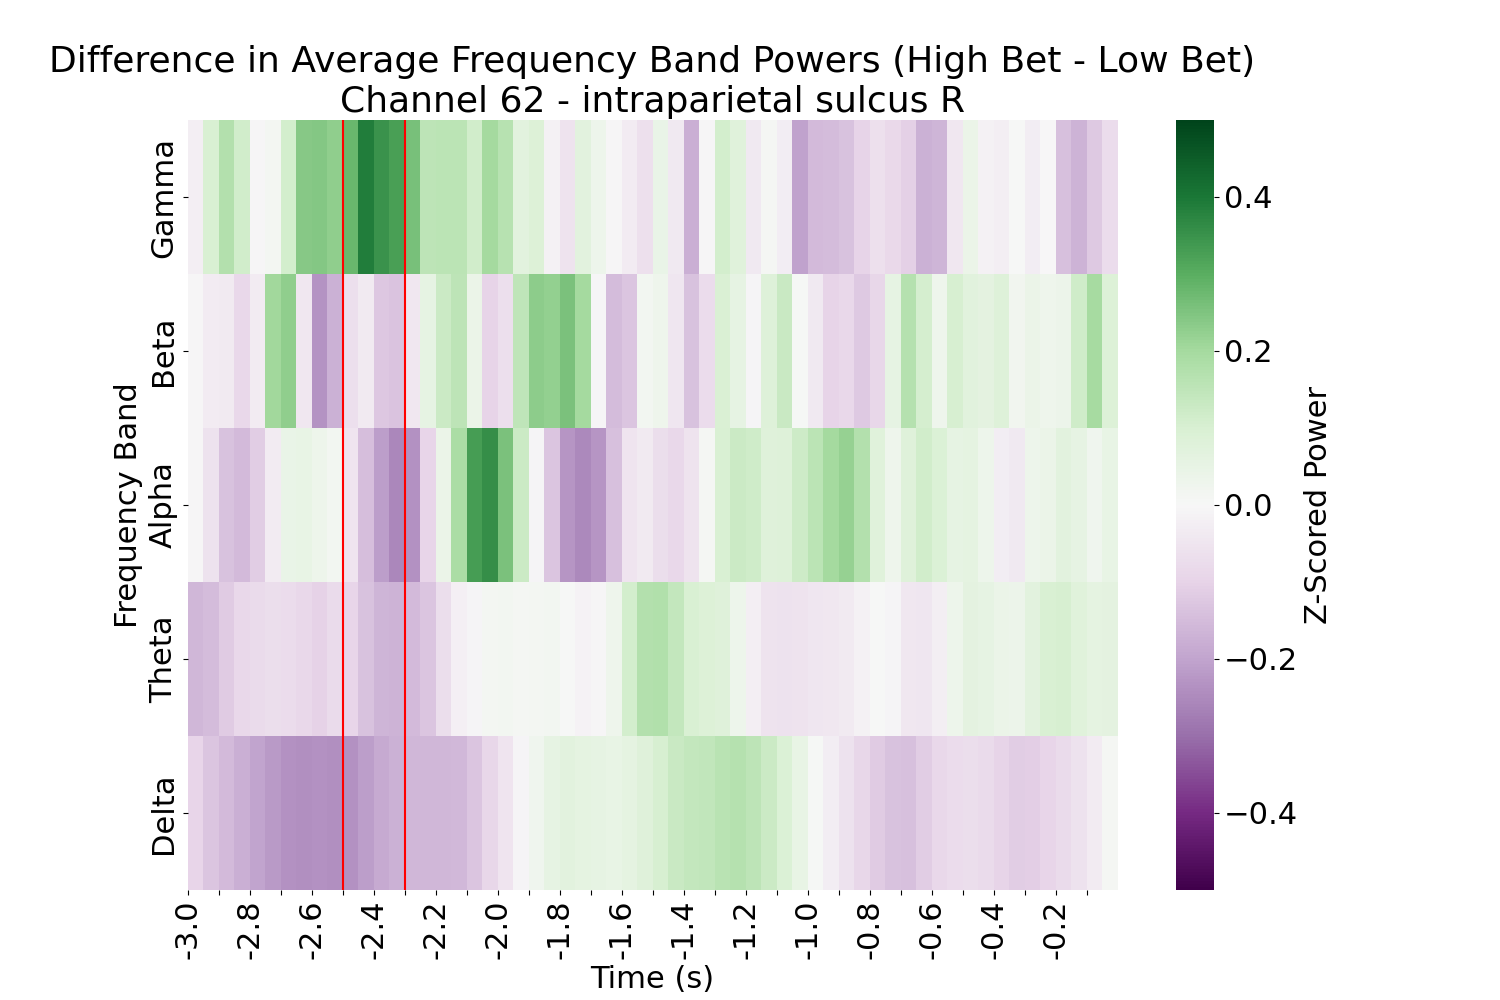 Difference in Average Frequency Band Powers (High Bet - Low Bet)
Channel 62 - intraparietal sulcus R
Frequency Band
Gamma
Beta
Alpha
Theta
Delta
-3.0
-2.8
-2.6
-2.4
-2.2
-2.0
-1.8
-1.6
-1.4
-1.2
-1.0
-0.8
-0.6
-0.4
-0.2
Time (s)
0.4
0.2
0.0
−0.2
−0.4
Z-Scored Power